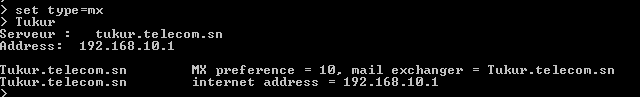 > set type=mx
> Tukur
Serveur :   tukur.telecom.sn
Address:  192.168.10.1
Tukur.telecom.sn        MX preference = 10, mail exchanger = Tukur.telecom.sn
Tukur.telecom.sn        internet address = 192.168.10.1
>